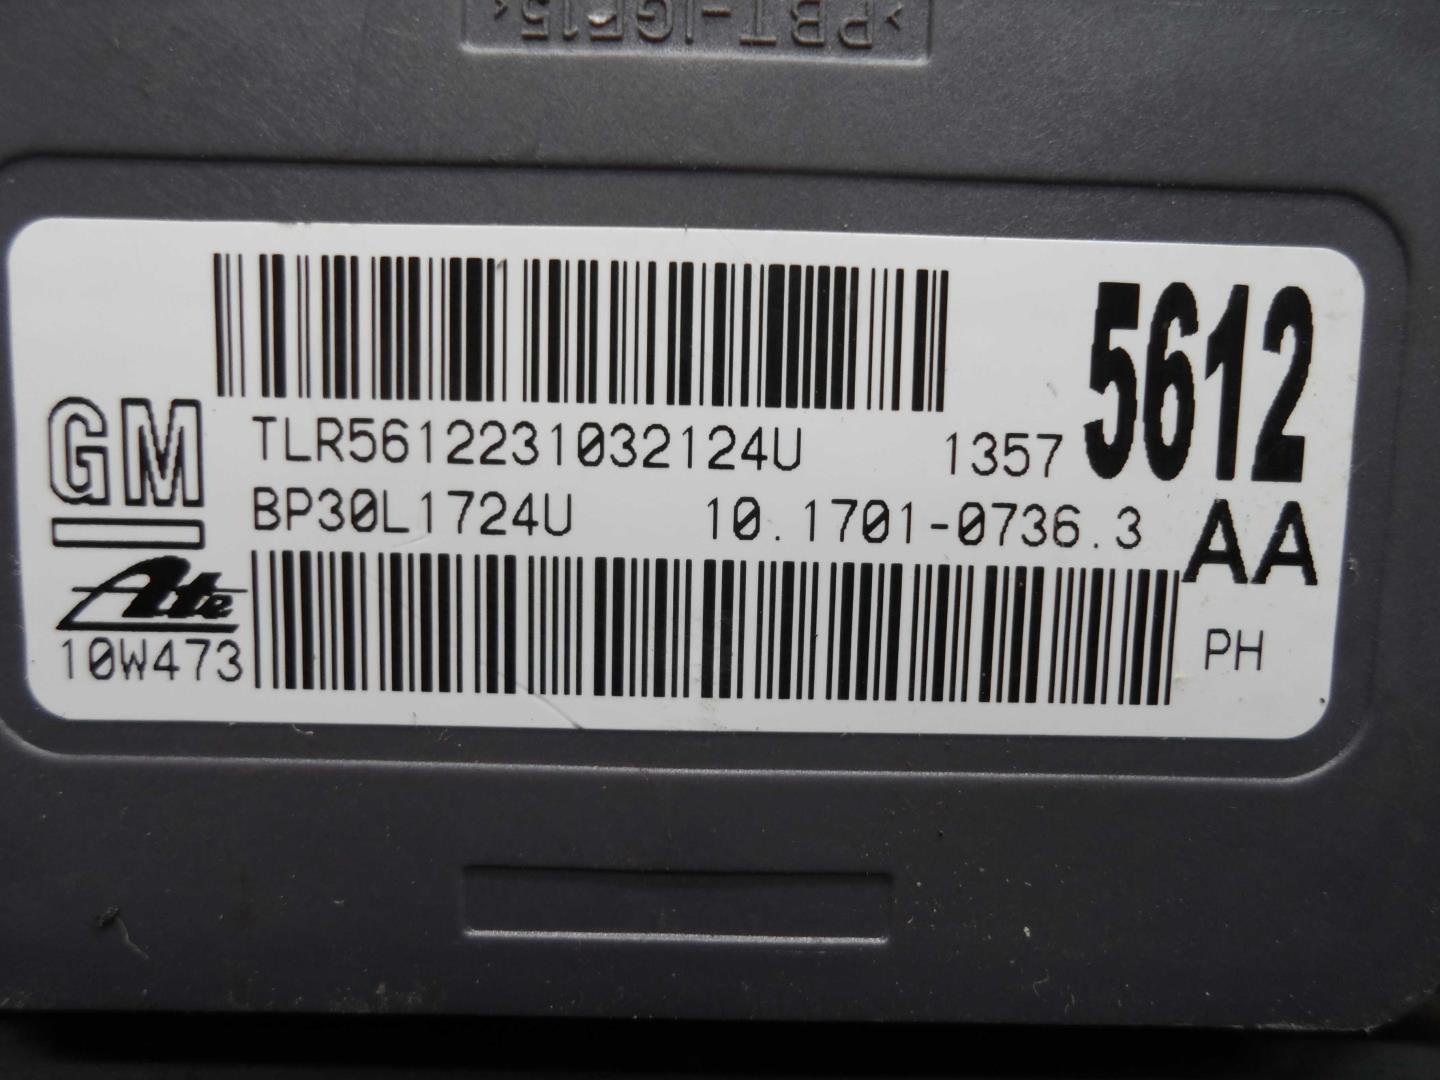 >PBT-IGF15<
5612
GM
TLR5612231032124U 1357
BP30L1724U 10.1701-0736.3
AA
Ate
10W473
PH